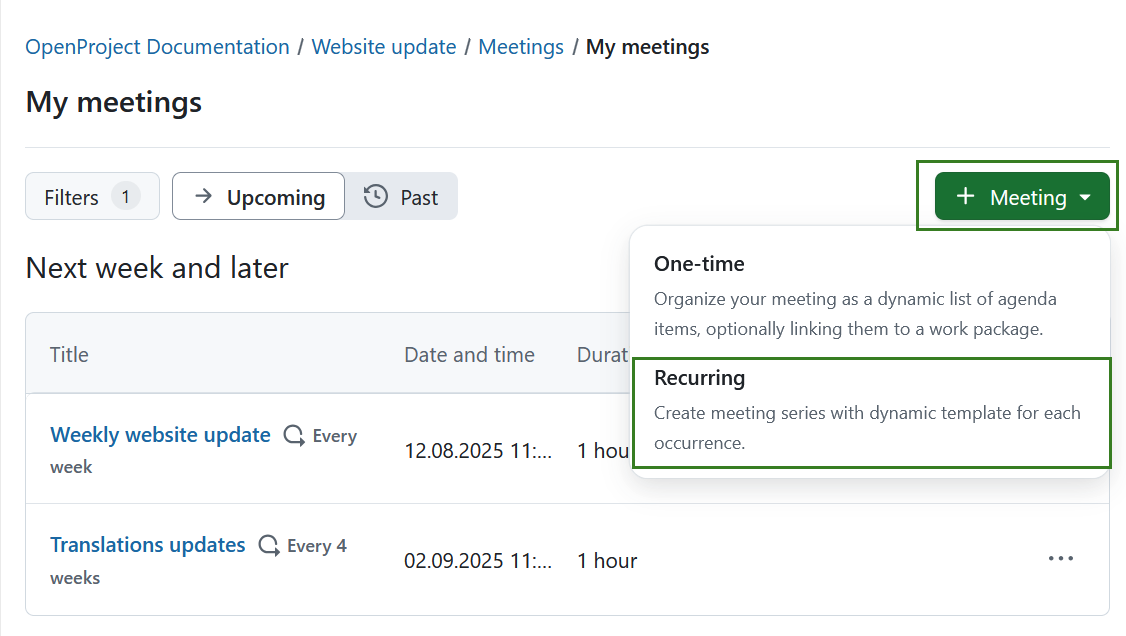 OpenProject Documentation / Website update / Meetings / My meetings
My meetings
Filters 1
Upcoming
Past
+ Meeting
One-time
Organize your meeting as a dynamic list of agenda
items, optionally linking them to a work package.
Recurring
Create meeting series with dynamic template for each
occurrence.
Next week and later
Title
Date and time
Durat
Weekly website update Every
week
12.08.2025 11:...
1 hou
Translations updates Every 4
weeks
02.09.2025 11:...
1 hour